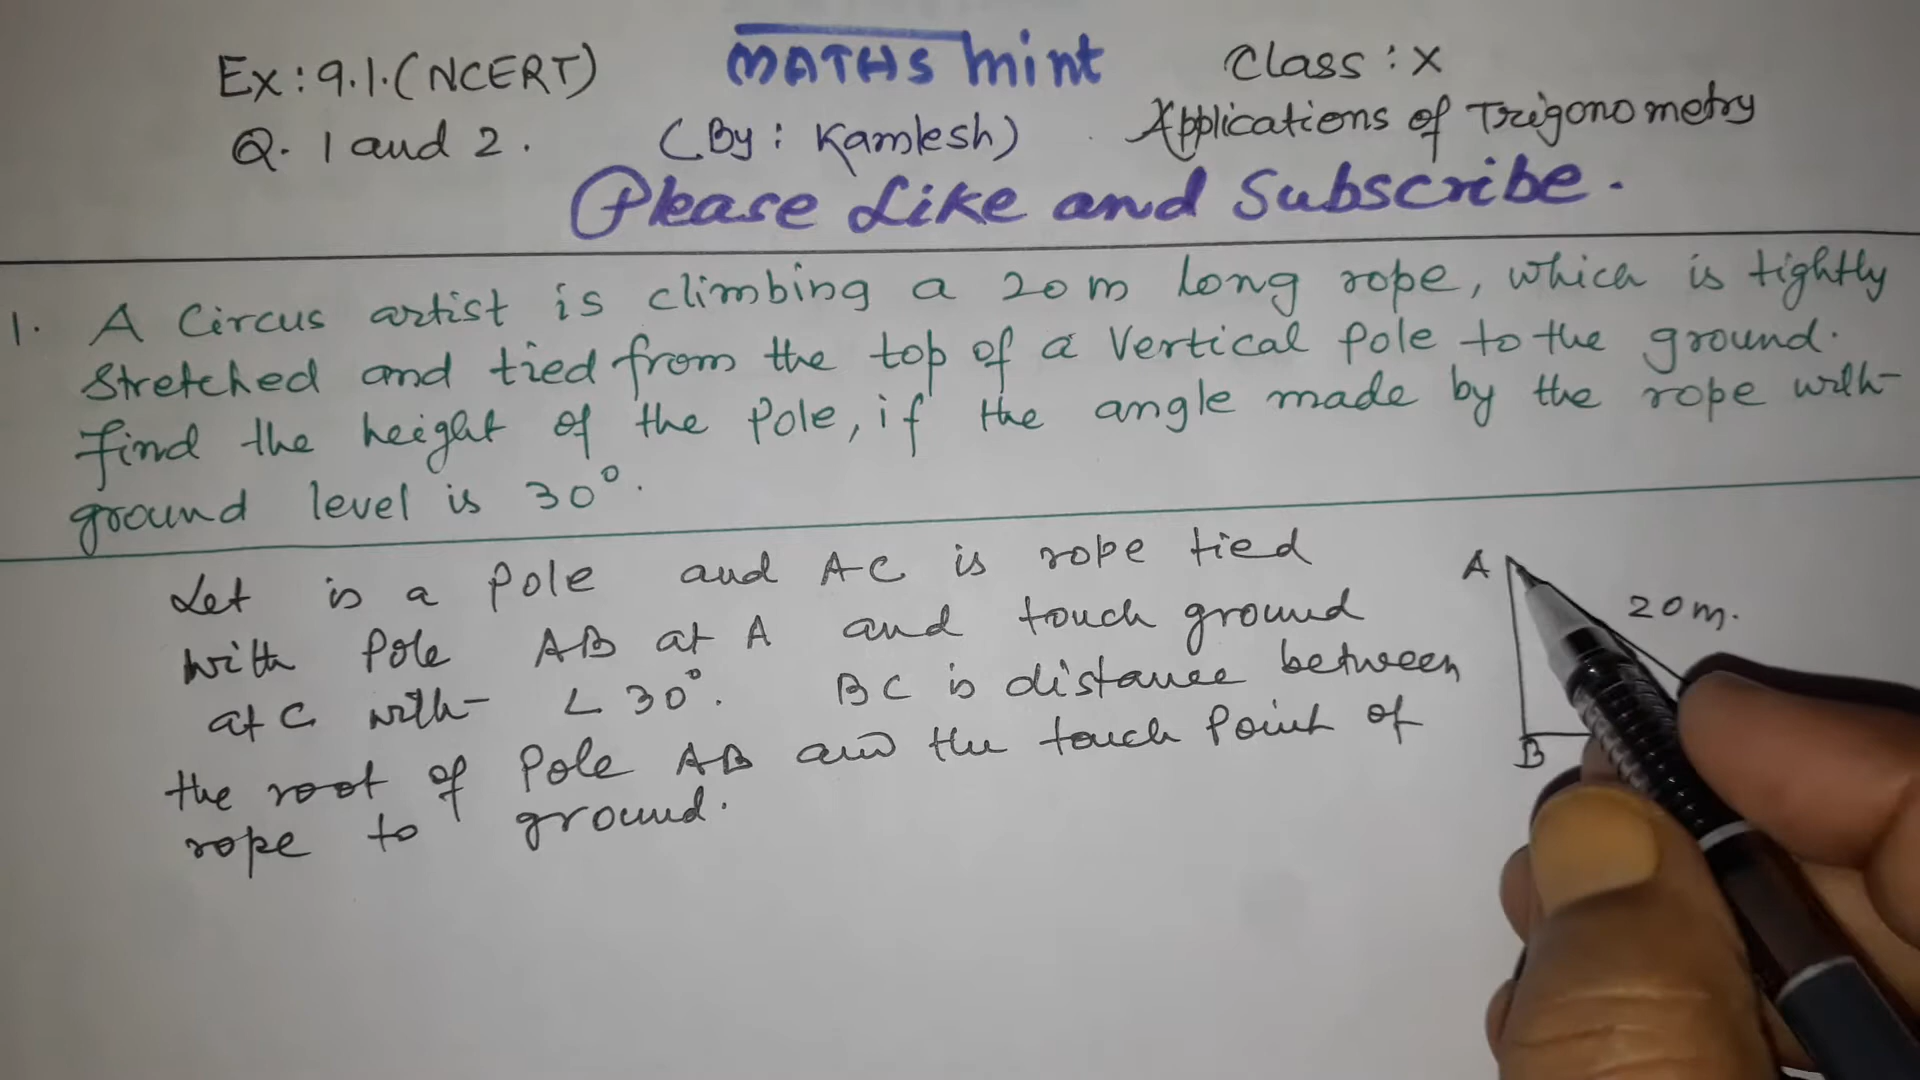 Ex: 9.1. (NCERT)
MATHS mint
Class : X
Q. 1 and 2.
(By: Kamlesh)
Applications of Trigonometry
Please Like and Subscribe.
1. A Circus artist is climbing a 20 m long rope, which is tightly
Stretched and tied from the top of a Vertical Pole to the ground.
find the height of the Pole, if the angle made by the rope with
ground level is 30°.
Let is a Pole and AC is rope tied
with Pole AB at A and touch ground
at C with ∠ 30°. BC is distance between
the root of Pole AB and the touch Point of
rope to ground.
A
20 m.
B